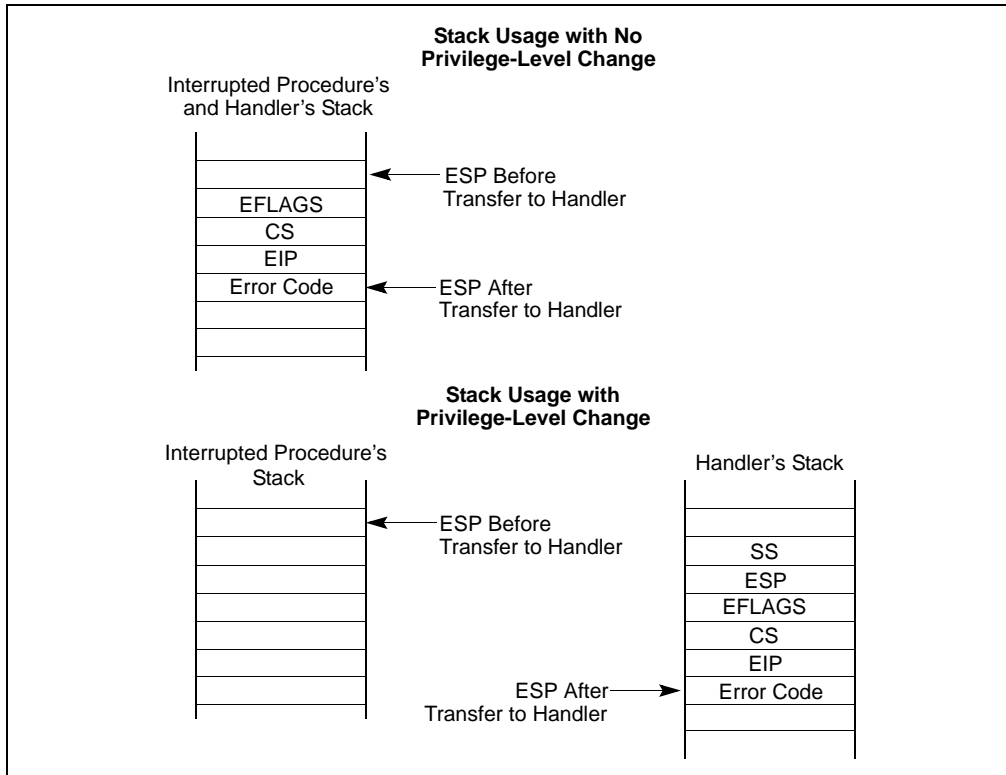 Stack Usage with No
Privilege-Level Change
Interrupted Procedure's
and Handler's Stack
ESP Before
Transfer to Handler
EFLAGS
CS
EIP
Error Code
ESP After
Transfer to Handler
Stack Usage with
Privilege-Level Change
Interrupted Procedure's
Stack
Handler's Stack
ESP Before
Transfer to Handler
SS
ESP
EFLAGS
CS
EIP
ESP After
Transfer to Handler
Error Code